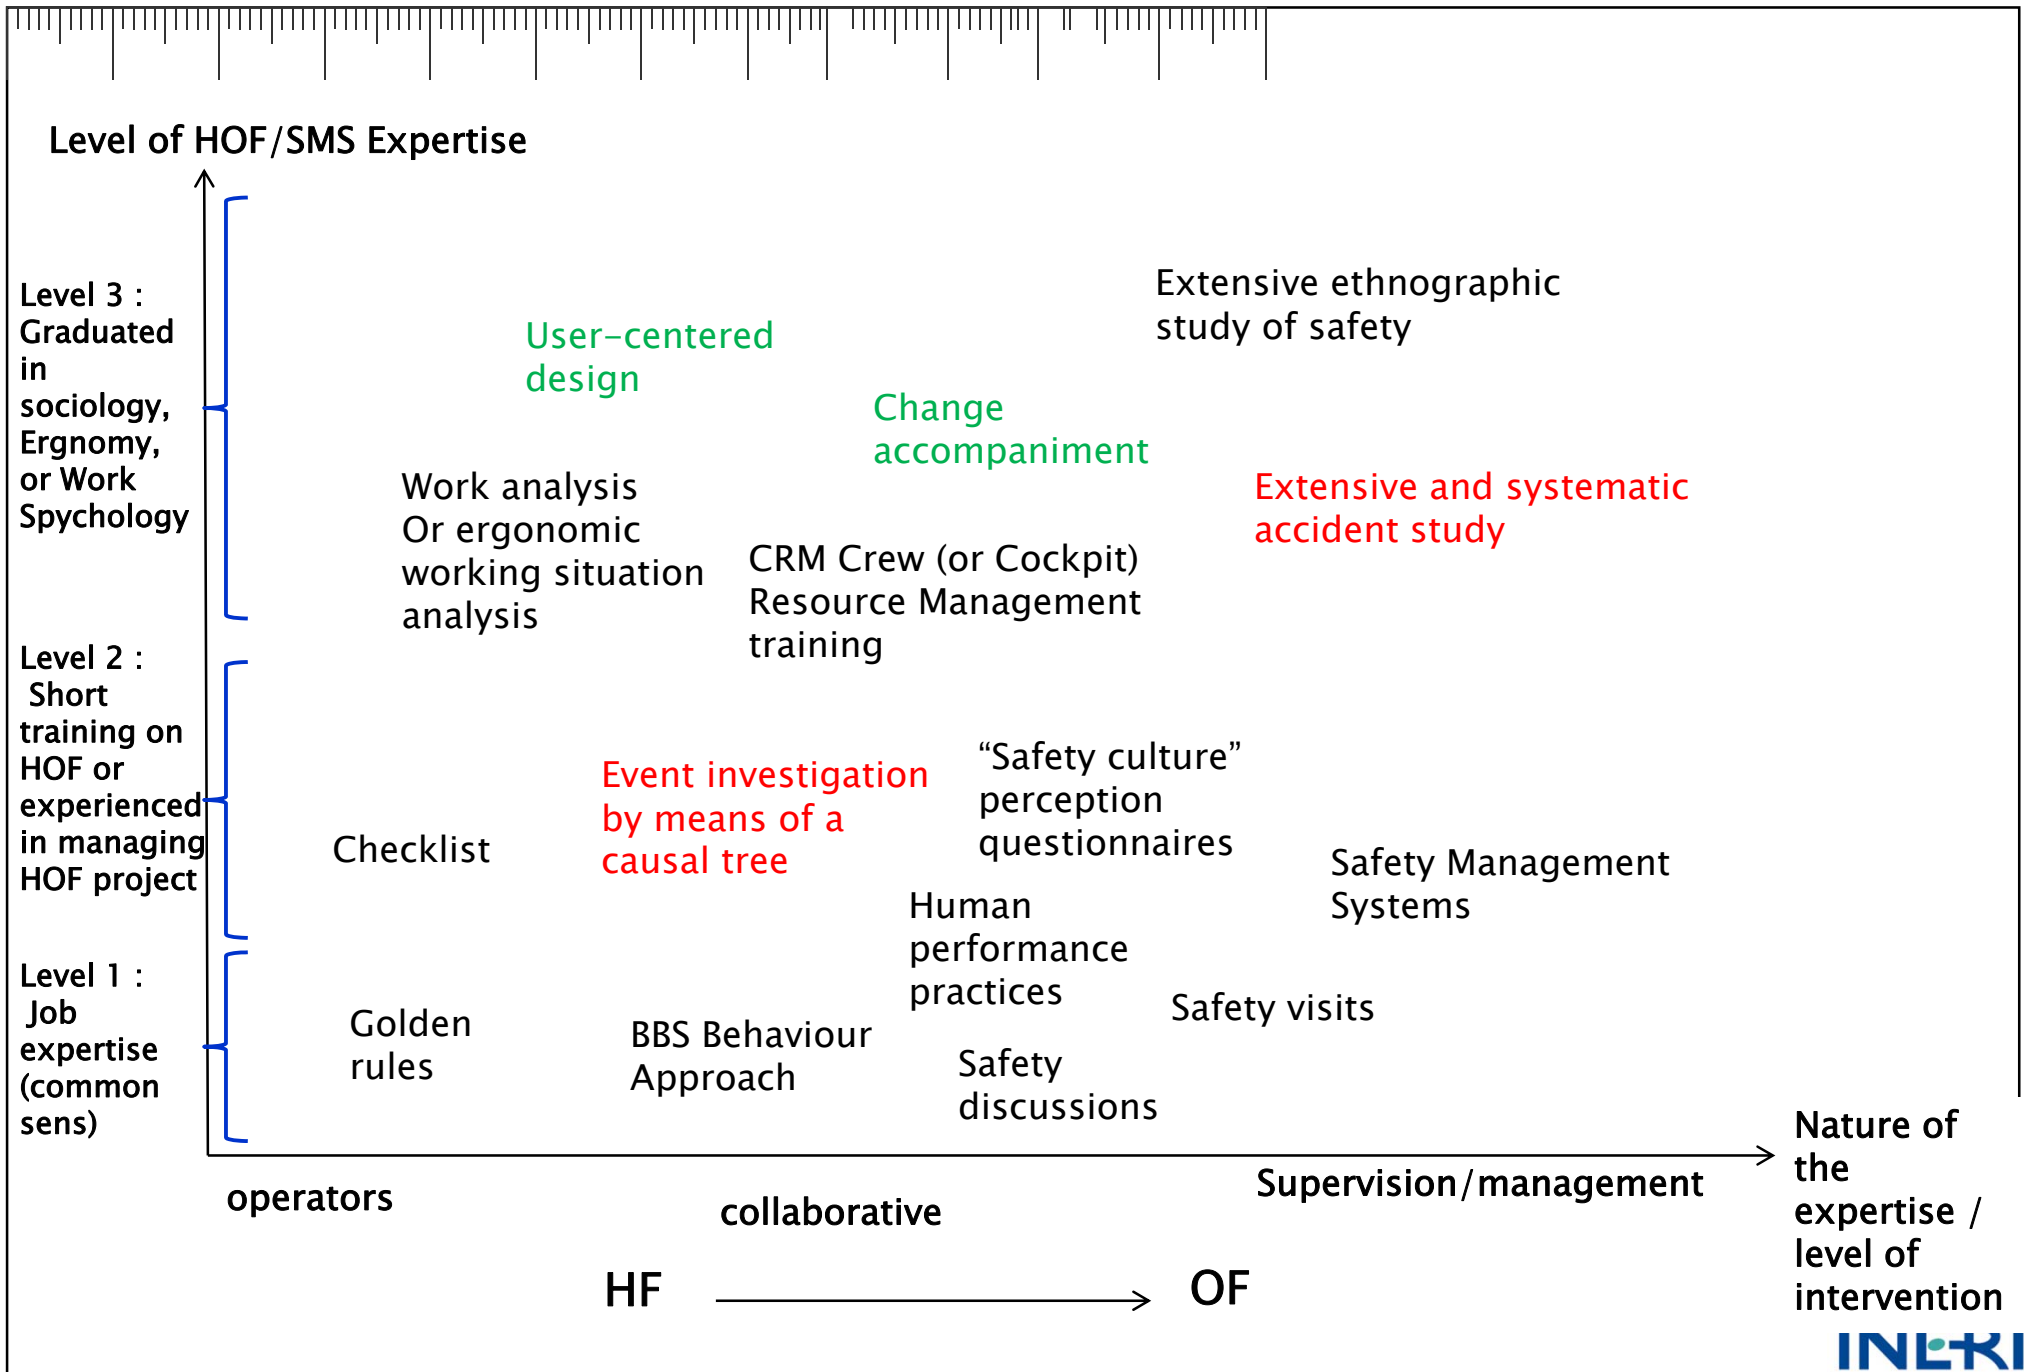 Level of HOF/SMS Expertise
Level 3 :
Graduated
in
sociology,
Ergnomy,
or Work
Spychology
Extensive ethnographic
study of safety
User-centered
design
Change
accompaniment
Work analysis
Or ergonomic
working situation
analysis
Extensive and systematic
accident study
CRM Crew (or Cockpit)
Resource Management
training
Level 2 :
Short
training on
HOF or
experienced
in managing
HOF project
“Safety culture”
perception
questionnaires
Event investigation
by means of a
causal tree
Checklist
Safety Management
Systems
Human
performance
practices
Level 1 :
Job
expertise
(common
sens)
Golden
rules
BBS Behaviour
Approach
Safety visits
Safety
discussions
Nature of
the
expertise /
level of
intervention
operators
collaborative
Supervision/management
HF
OF